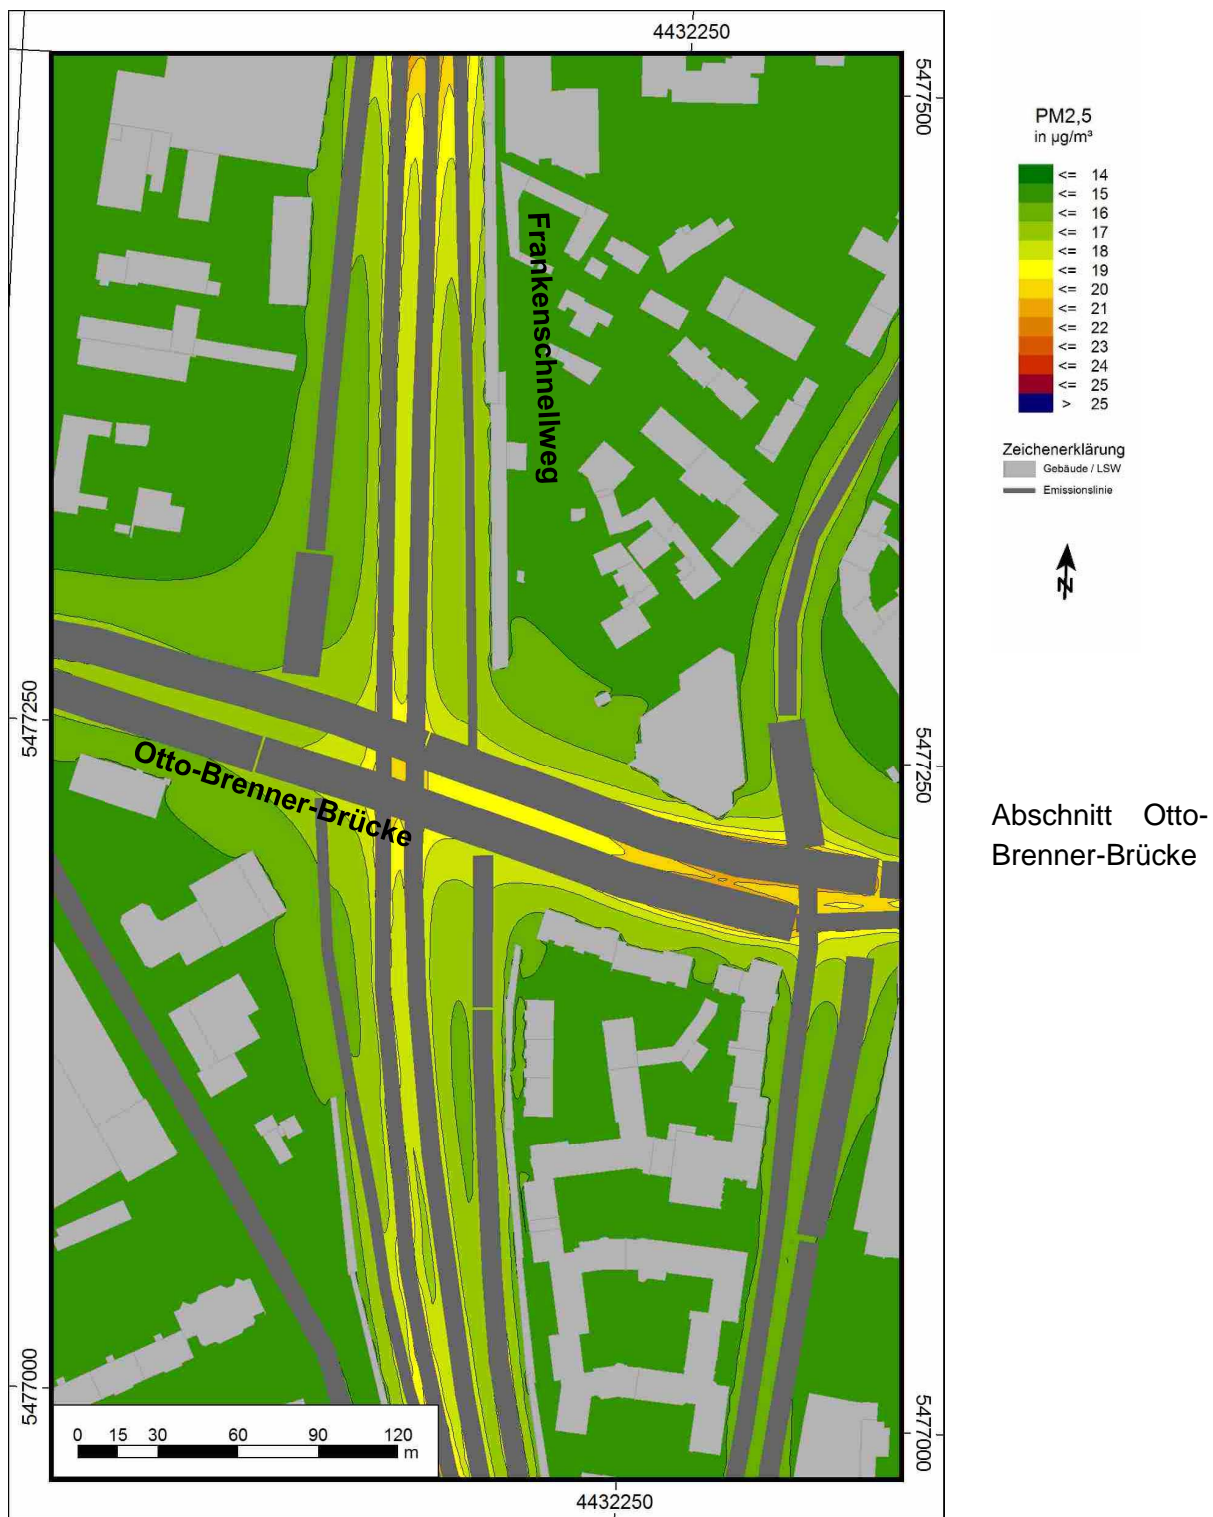 4432250
5477500
PM2,5
in µg/m³
<= 14
<= 15
<= 16
<= 17
<= 18
<= 19
<= 20
<= 21
<= 22
<= 23
<= 24
<= 25
> 25
Frankenschnellweg
Zeichenerklärung
Gebäude / LSW
Emissionslinie
N
5477250
Otto-Brenner-Brücke
5477250
Abschnitt Otto-
Brenner-Brücke
5477000
0 15 30 60 90 120
m
5477000
4432250